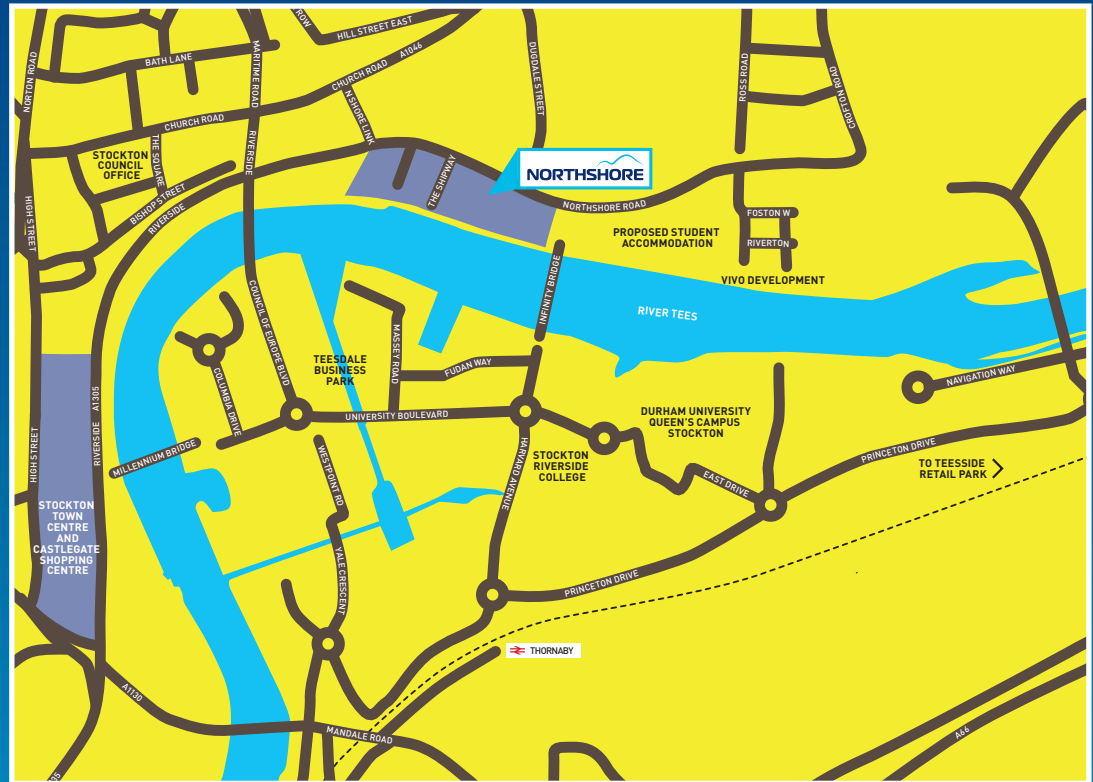 ROW
HILL STREET EAST
NORTON ROAD
BATH LANE
MARITIME ROAD
CHURCH ROAD
A1046
DUGDALE STREET
ROSS ROAD
CROFTON ROAD
N SHORE LINK
CHURCH ROAD
THE SQUARE
STOCKTON
COUNCIL
OFFICE
RIVERSIDE
THE SHIPWAY
NORTHSHORE
BISHOP STREET
RIVERSIDE
HIGH STREET
NORTHSHORE ROAD
FOSTON W
RIVERTON
PROPOSED STUDENT
ACCOMMODATION
VIVO DEVELOPMENT
INFINITY BRIDGE
RIVER TEES
COUNCIL OF EUROPE BLVD
MASSEY ROAD
TEESDALE
BUSINESS
PARK
FUDAN WAY
NAVIGATION WAY
COLUMBIA DRIVE
A1305
RIVERSIDE
HIGH STREET
UNIVERSITY BOULEVARD
DURHAM UNIVERSITY
QUEEN'S CAMPUS
STOCKTON
MILLENNIUM BRIDGE
WESTPOINT RD
HARVARD AVENUE
STOCKTON
RIVERSIDE
COLLEGE
EAST DRIVE
PRINCETON DRIVE
TO TEESSIDE
RETAIL PARK
STOCKTON
TOWN
CENTRE
AND
CASTLEGATE
SHOPPING
CENTRE
YALE CRESCENT
PRINCETON DRIVE
THORNABY
A1130
MANDALE ROAD
A66